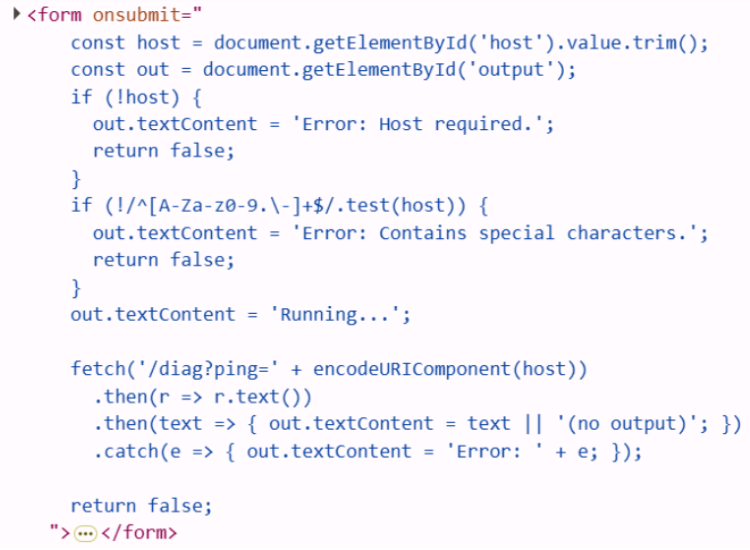 <form onsubmit="
const host = document.getElementById('host').value.trim();
const out = document.getElementById('output');
if (!host) {
out.textContent = 'Error: Host required.';
return false;
}
if (!/^[A-Za-z0-9.\-]+$/.test(host)) {
out.textContent = 'Error: Contains special characters.';
return false;
}
out.textContent = 'Running...';
fetch('/diag?ping=' + encodeURIComponent(host))
.then(r => r.text())
.then(text => { out.textContent = text || '(no output)'; })
.catch(e => { out.textContent = 'Error: ' + e; });
return false;
">…</form>